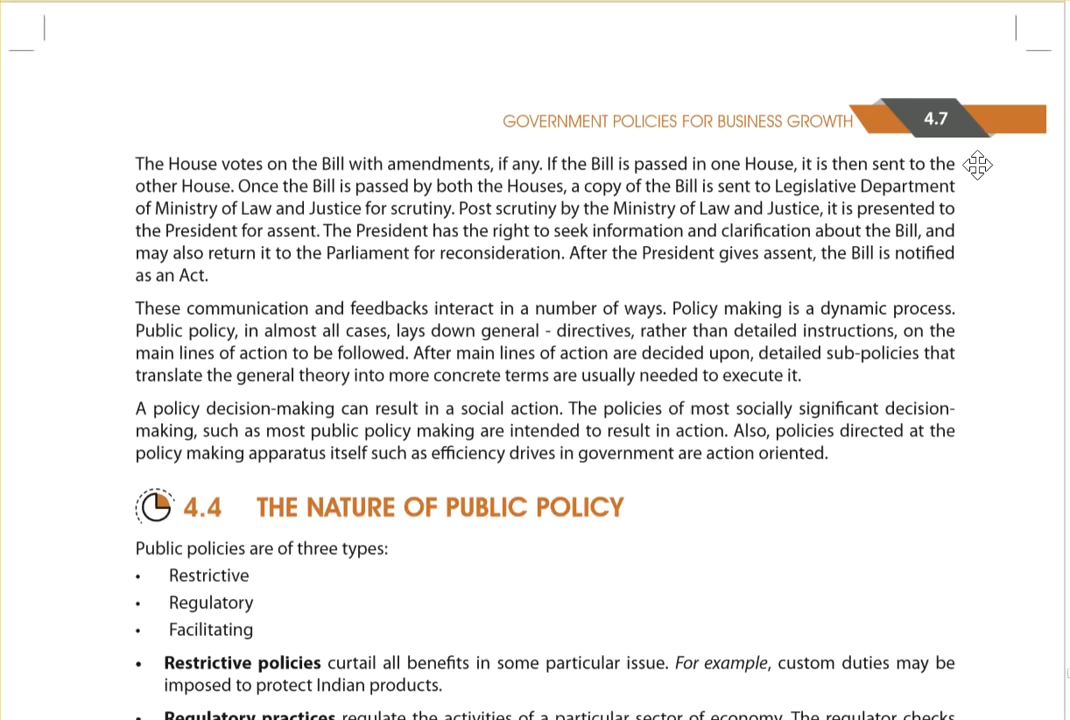 GOVERNMENT POLICIES FOR BUSINESS GROWTH 4.7
The House votes on the Bill with amendments, if any. If the Bill is passed in one House, it is then sent to the
other House. Once the Bill is passed by both the Houses, a copy of the Bill is sent to Legislative Department
of Ministry of Law and Justice for scrutiny. Post scrutiny by the Ministry of Law and Justice, it is presented to
the President for assent. The President has the right to seek information and clarification about the Bill, and
may also return it to the Parliament for reconsideration. After the President gives assent, the Bill is notified
as an Act.
These communication and feedbacks interact in a number of ways. Policy making is a dynamic process.
Public policy, in almost all cases, lays down general - directives, rather than detailed instructions, on the
main lines of action to be followed. After main lines of action are decided upon, detailed sub-policies that
translate the general theory into more concrete terms are usually needed to execute it.
A policy decision-making can result in a social action. The policies of most socially significant decision-
making, such as most public policy making are intended to result in action. Also, policies directed at the
policy making apparatus itself such as efficiency drives in government are action oriented.
4.4 THE NATURE OF PUBLIC POLICY
Public policies are of three types:
• Restrictive
• Regulatory
• Facilitating
• Restrictive policies curtail all benefits in some particular issue. For example, custom duties may be
imposed to protect Indian products.
• Regulatory practices regulate the activities of a particular sector of economy. The regulator checks